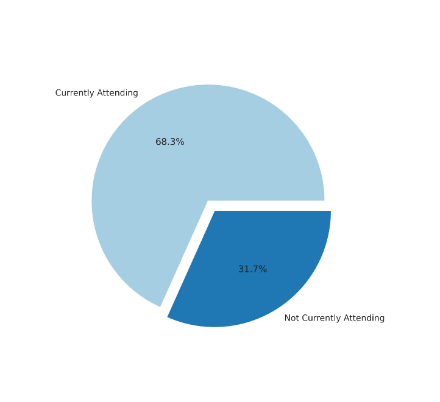 Currently Attending
68.3%
31.7%
Not Currently Attending